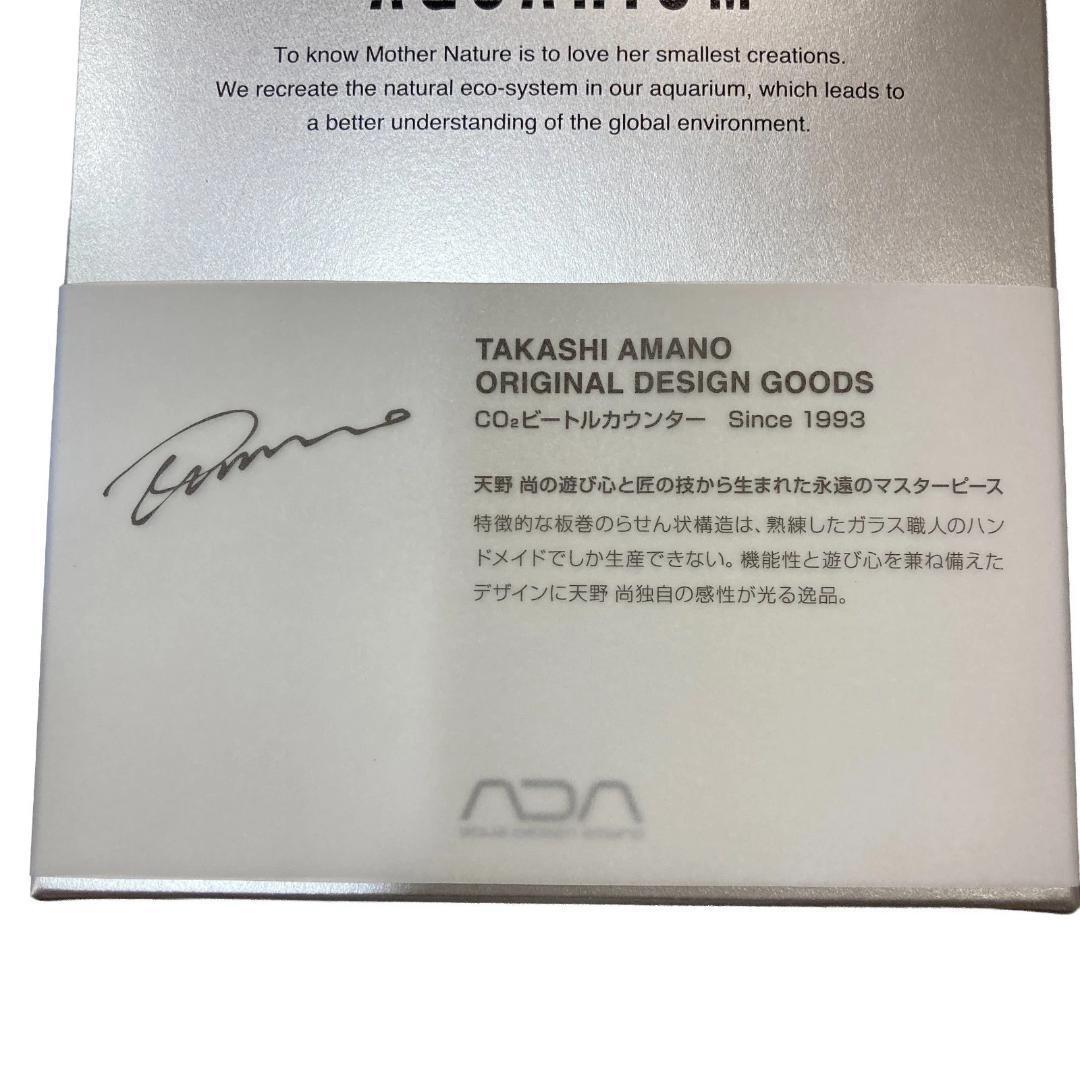 AQUARIUM
To know Mother Nature is to love her smallest creations.
We recreate the natural eco-system in our aquarium, which leads to
a better understanding of the global environment.
TAKASHI AMANO
ORIGINAL DESIGN GOODS
CO₂ビートルカウンター Since 1993
天野 尚の遊び心と匠の技から生まれた永遠のマスターピース
特徴的な板巻のらせん状構造は、熟練したガラス職人のハン
ドメイドでしか生産できない。機能性と遊び心を兼ね備えた
デザインに天野 尚独自の感性が光る逸品。
Amano
ADA
AQUA DESIGN AMANO